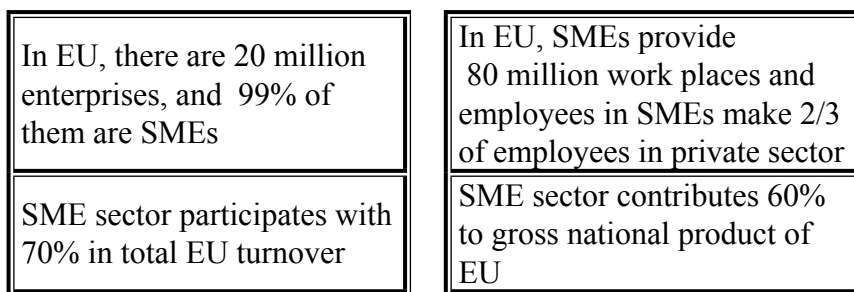 In EU, there are 20 million
enterprises, and 99% of
them are SMEs
In EU, SMEs provide
80 million work places and
employees in SMEs make 2/3
of employees in private sector
SME sector participates with
70% in total EU turnover
SME sector contributes 60%
to gross national product of
EU